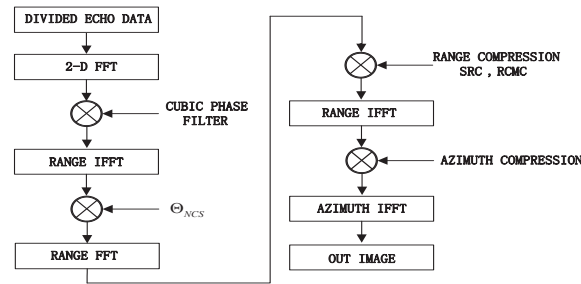 DIVIDED ECHO DATA
2-D FFT
CUBIC PHASE
FILTER
RANGE IFFT
ΘNCS
RANGE FFT
RANGE COMPRESSION
SRC , RCMC
RANGE IFFT
AZIMUTH COMPRESSION
AZIMUTH IFFT
OUT IMAGE